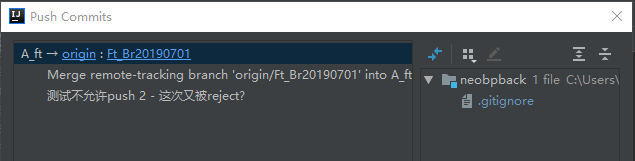 Push Commits
A_ft → origin : Ft_Br20190701
Merge remote-tracking branch 'origin/Ft_Br20190701' into A_ft
测试不允许push 2 - 这次又被reject?
neobpback 1 file C:\Users\
.gitignore